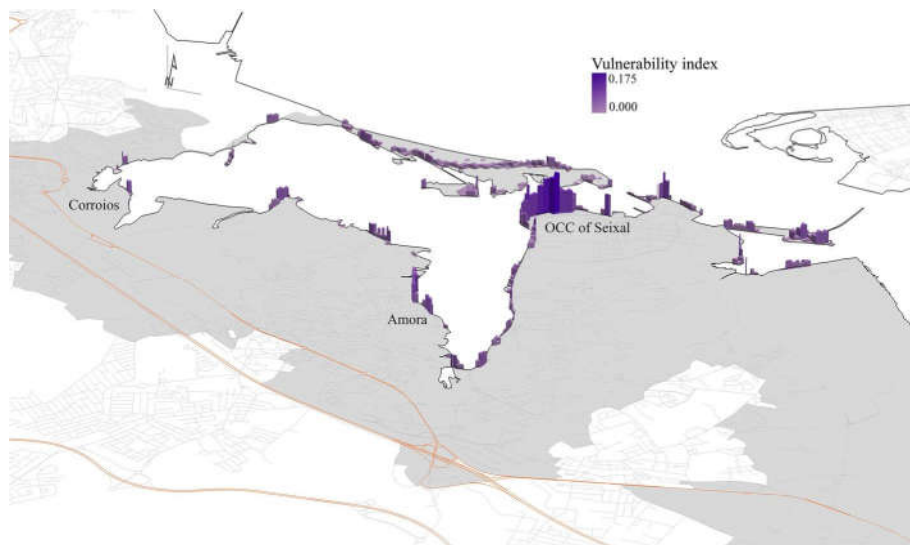 Vulnerability index
0.175
0.000
N
Corroios
OCC of Seixal
Amora